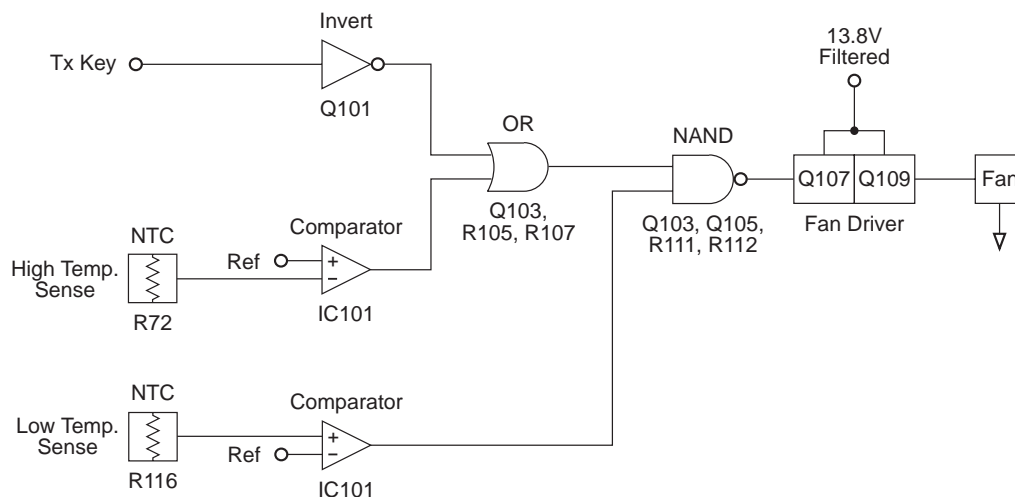 Invert
Tx Key
Q101
13.8V
Filtered
OR
NAND
Q107
Q109
Fan
Q103,
R105, R107
Q103, Q105,
R111, R112
Fan Driver
NTC
Comparator
High Temp.
Sense
Ref
+
−
R72
IC101
NTC
Comparator
Low Temp.
Sense
+
Ref
−
R116
IC101